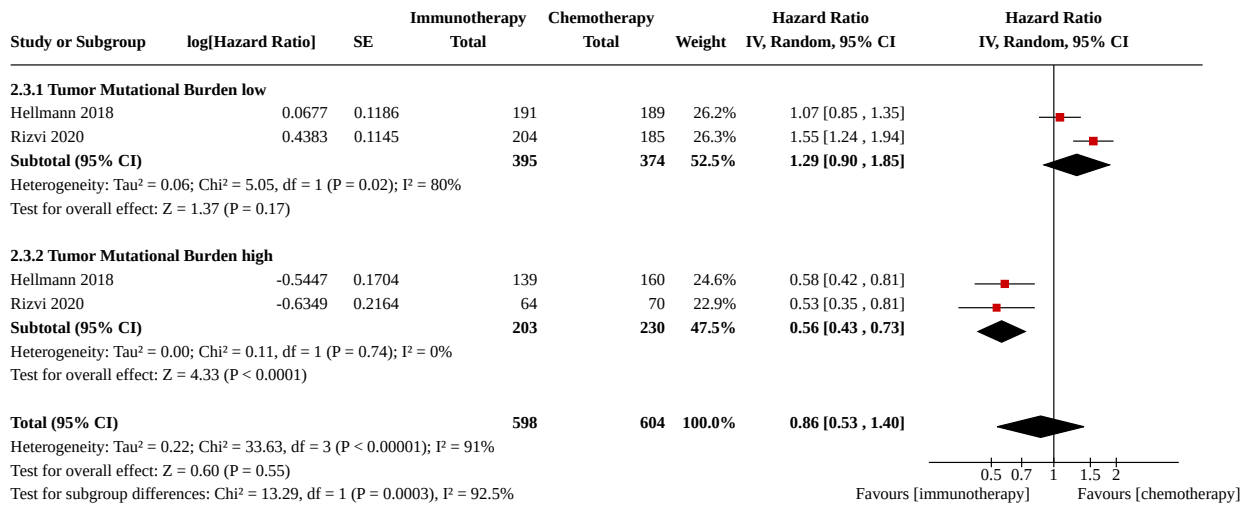 Immunotherapy Chemotherapy Hazard Ratio Hazard Ratio
Study or Subgroup log[Hazard Ratio] SE Total Total Weight IV, Random, 95% CI IV, Random, 95% CI
2.3.1 Tumor Mutational Burden low
Hellmann 2018 0.0677 0.1186 191 189 26.2% 1.07 [0.85 , 1.35]
Rizvi 2020 0.4383 0.1145 204 185 26.3% 1.55 [1.24 , 1.94]
Subtotal (95% CI) 395 374 52.5% 1.29 [0.90 , 1.85]
Heterogeneity: Tau² = 0.06; Chi² = 5.05, df = 1 (P = 0.02); I² = 80%
Test for overall effect: Z = 1.37 (P = 0.17)
2.3.2 Tumor Mutational Burden high
Hellmann 2018 -0.5447 0.1704 139 160 24.6% 0.58 [0.42 , 0.81]
Rizvi 2020 -0.6349 0.2164 64 70 22.9% 0.53 [0.35 , 0.81]
Subtotal (95% CI) 203 230 47.5% 0.56 [0.43 , 0.73]
Heterogeneity: Tau² = 0.00; Chi² = 0.11, df = 1 (P = 0.74); I² = 0%
Test for overall effect: Z = 4.33 (P < 0.0001)
Total (95% CI) 598 604 100.0% 0.86 [0.53 , 1.40]
Heterogeneity: Tau² = 0.22; Chi² = 33.63, df = 3 (P < 0.00001); I² = 91%
Test for overall effect: Z = 0.60 (P = 0.55)
0.5 0.7 1 1.5 2
Test for subgroup differences: Chi² = 13.29, df = 1 (P = 0.0003), I² = 92.5% Favours [immunotherapy] Favours [chemotherapy]